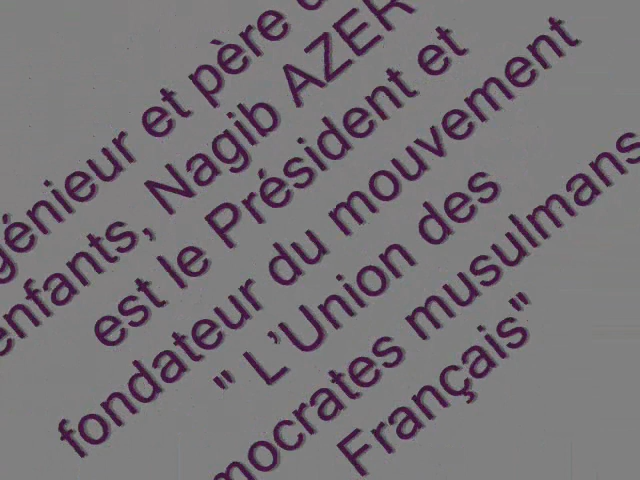 génieur et père
enfants, Nagib AZER
est le Président et
fondateur du mouvement
" L'Union des
mocrates musulmans
Français"